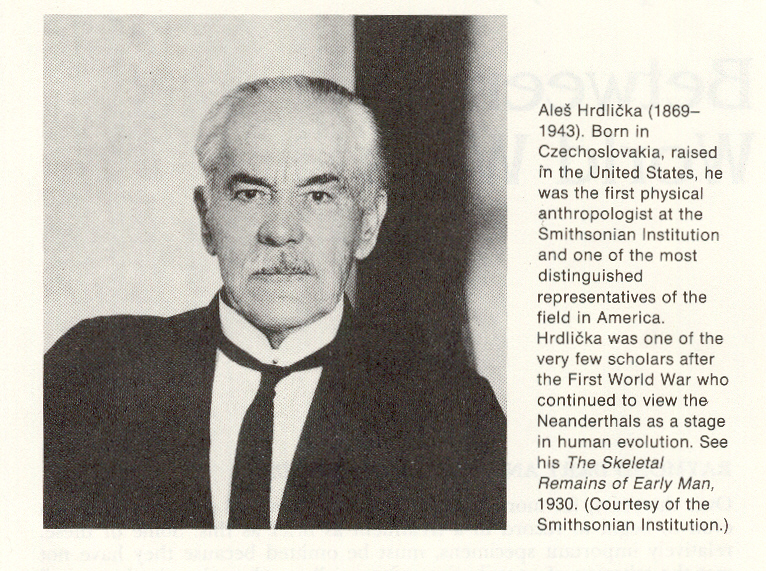 Aleš Hrdlička (1869–
1943). Born in
Czechoslovakia, raised
in the United States, he
was the first physical
anthropologist at the
Smithsonian Institution
and one of the most
distinguished
representatives of the
field in America.
Hrdlička was one of the
very few scholars after
the First World War who
continued to view the
Neanderthals as a stage
in human evolution. See
his The Skeletal
Remains of Early Man,
1930. (Courtesy of the
Smithsonian Institution.)